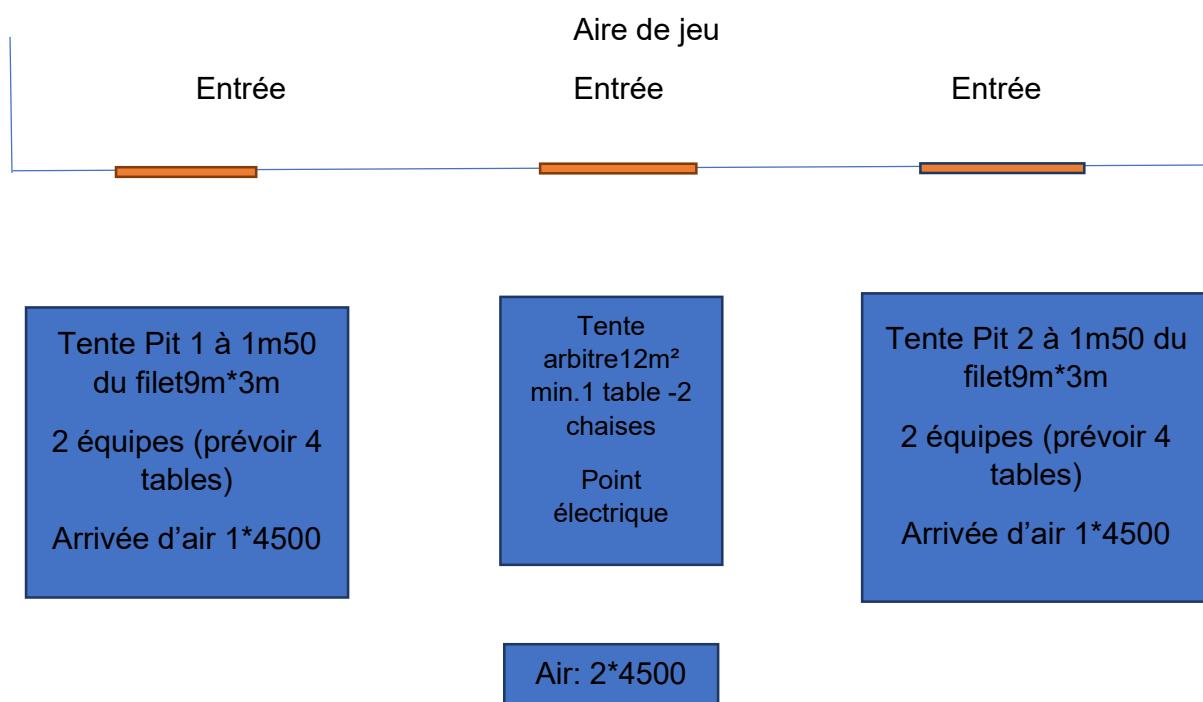 Aire de jeu
Entrée
Entrée
Entrée
Tente Pit 1 à 1m50
du filet9m*3m
2 équipes (prévoir 4
tables)
Arrivée d’air 1*4500
Tente
arbitre12m²
min.1 table -2
chaises
Point
électrique
Tente Pit 2 à 1m50 du
filet9m*3m
2 équipes (prévoir 4
tables)
Arrivée d’air 1*4500
Air: 2*4500